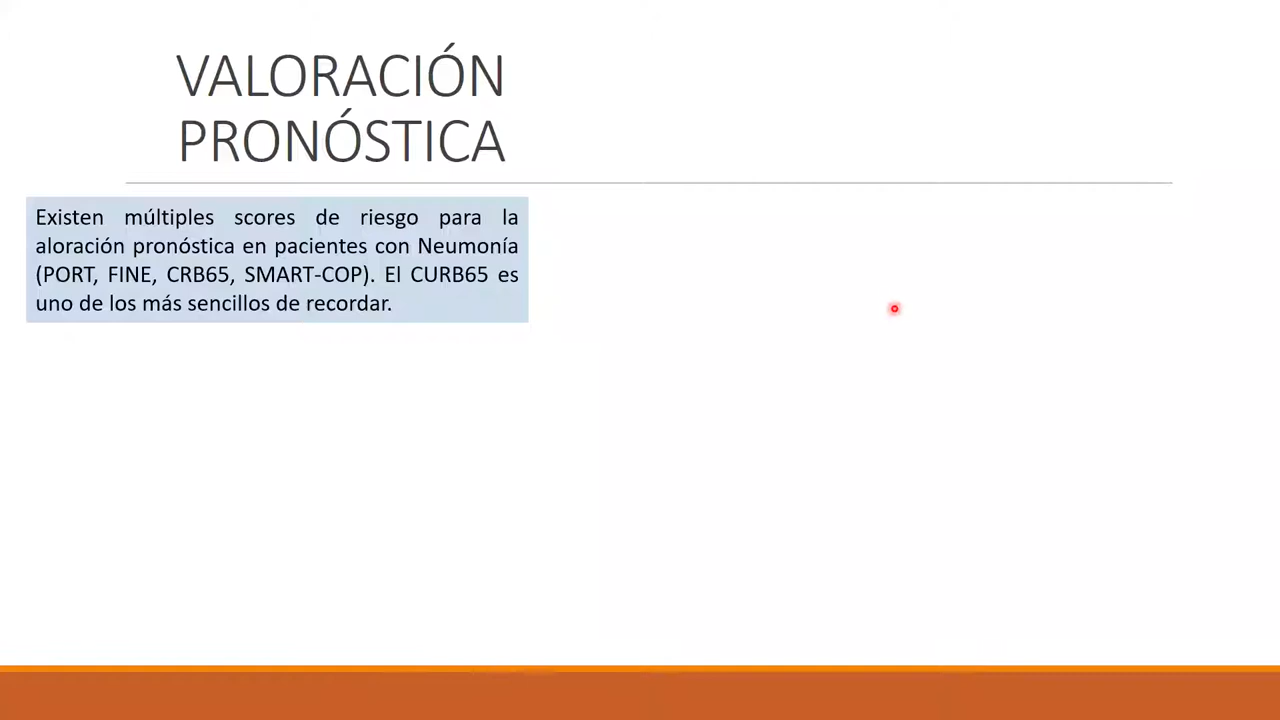 VALORACIÓN
PRONÓSTICA
Existen múltiples scores de riesgo para la
aloración pronóstica en pacientes con Neumonía
(PORT, FINE, CRB65, SMART-COP). El CURB65 es
uno de los más sencillos de recordar.